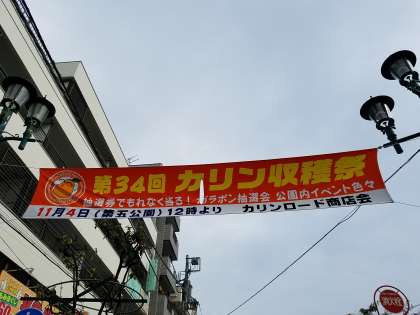 第34回 カリン収穫祭
抽選券でもれなく当る!ガラポン抽選会 公園内イベント色々
11月4日(第五公園)12時より カリンロード商店会
消火栓